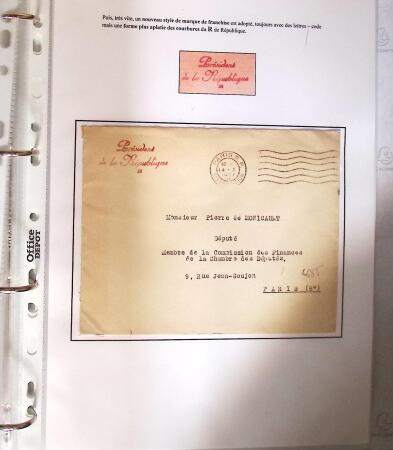 Puis, très vite, un nouveau style de marque de franchise est adopté, toujours avec des lettres – code
mais une forme plus aplatie des courbures du R de République.
Président
de la République
Président
de la République
PARIS
Monsieur Pierre de MONICAULT
Député
Membre de la Commission des Finances
de la Chambre des Députés,
9, Rue Jean-Goujon
PARIS (8e)
Office
DEPOT